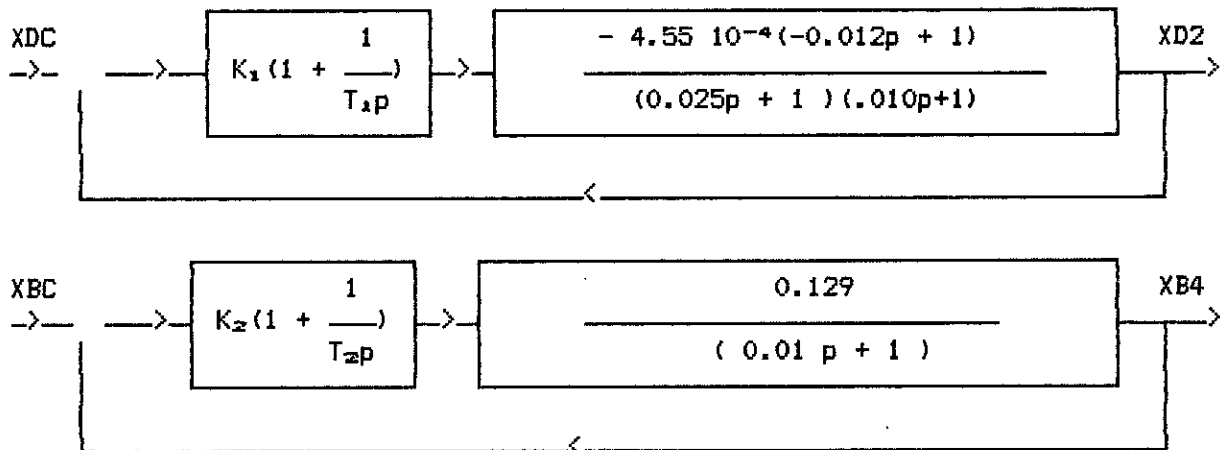 XDC
K₁(1 + 1/T₁p)
- 4.55 10⁻⁴(-0.012p + 1)
(0.025p + 1 )(.010p+1)
XD2
XBC
K₂(1 + 1/T₂p)
0.129
( 0.01 p + 1 )
XB4